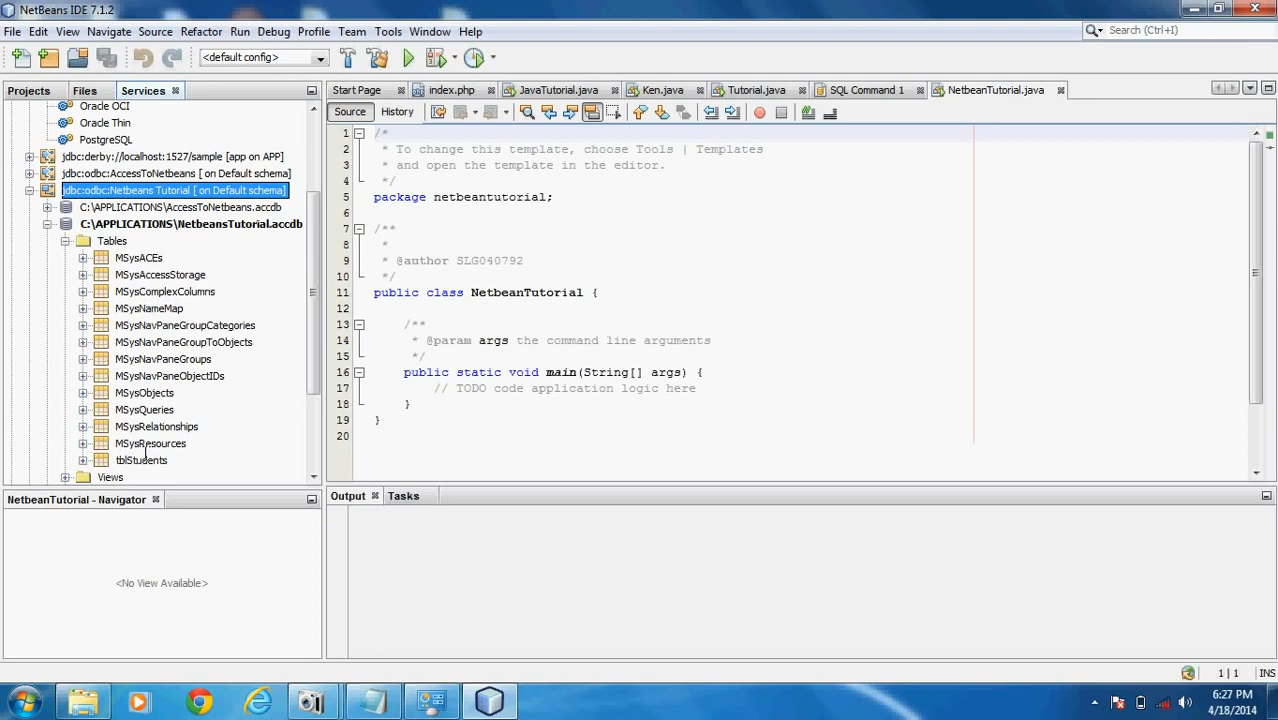 NetBeans IDE 7.1.2
File Edit View Navigate Source Refactor Run Debug Profile Team Tools Window Help
Search (Ctrl+I)
<default config>
Projects Files Services
Start Page index.php JavaTutorial.java Ken.java Tutorial.java SQL Command 1 NetbeanTutorial.java
Source History
Oracle OCI
Oracle Thin
PostgreSQL
jdbc:derby://localhost:1527/sample [app on APP]
jdbc:odbc:AccessToNetbeans [ on Default schema]
jdbc:odbc:Netbeans Tutorial [ on Default schema]
C:\APPLICATIONS\AccessToNetbeans.accdb
C:\APPLICATIONS\NetbeansTutorial.accdb
Tables
MSysACEs
MSysAccessStorage
MSysComplexColumns
MSysNameMap
MSysNavPaneGroupCategories
MSysNavPaneGroupToObjects
MSysNavPaneGroups
MSysNavPaneObjectIDs
MSysObjects
MSysQueries
MSysRelationships
MSysResources
tblStudents
Views
1 /*
2 * To change this template, choose Tools | Templates
3 * and open the template in the editor.
4 */
5 package netbeantutorial;
6
7 /**
8 *
9 * @author SLG040792
10 */
11 public class NetbeanTutorial {
12
13 /**
14 * @param args the command line arguments
15 */
16 public static void main(String[] args) {
17 // TODO code application logic here
18 }
19 }
20
NetbeanTutorial - Navigator
<No View Available>
Output Tasks
1 | 1 INS
6:27 PM
4/18/2014